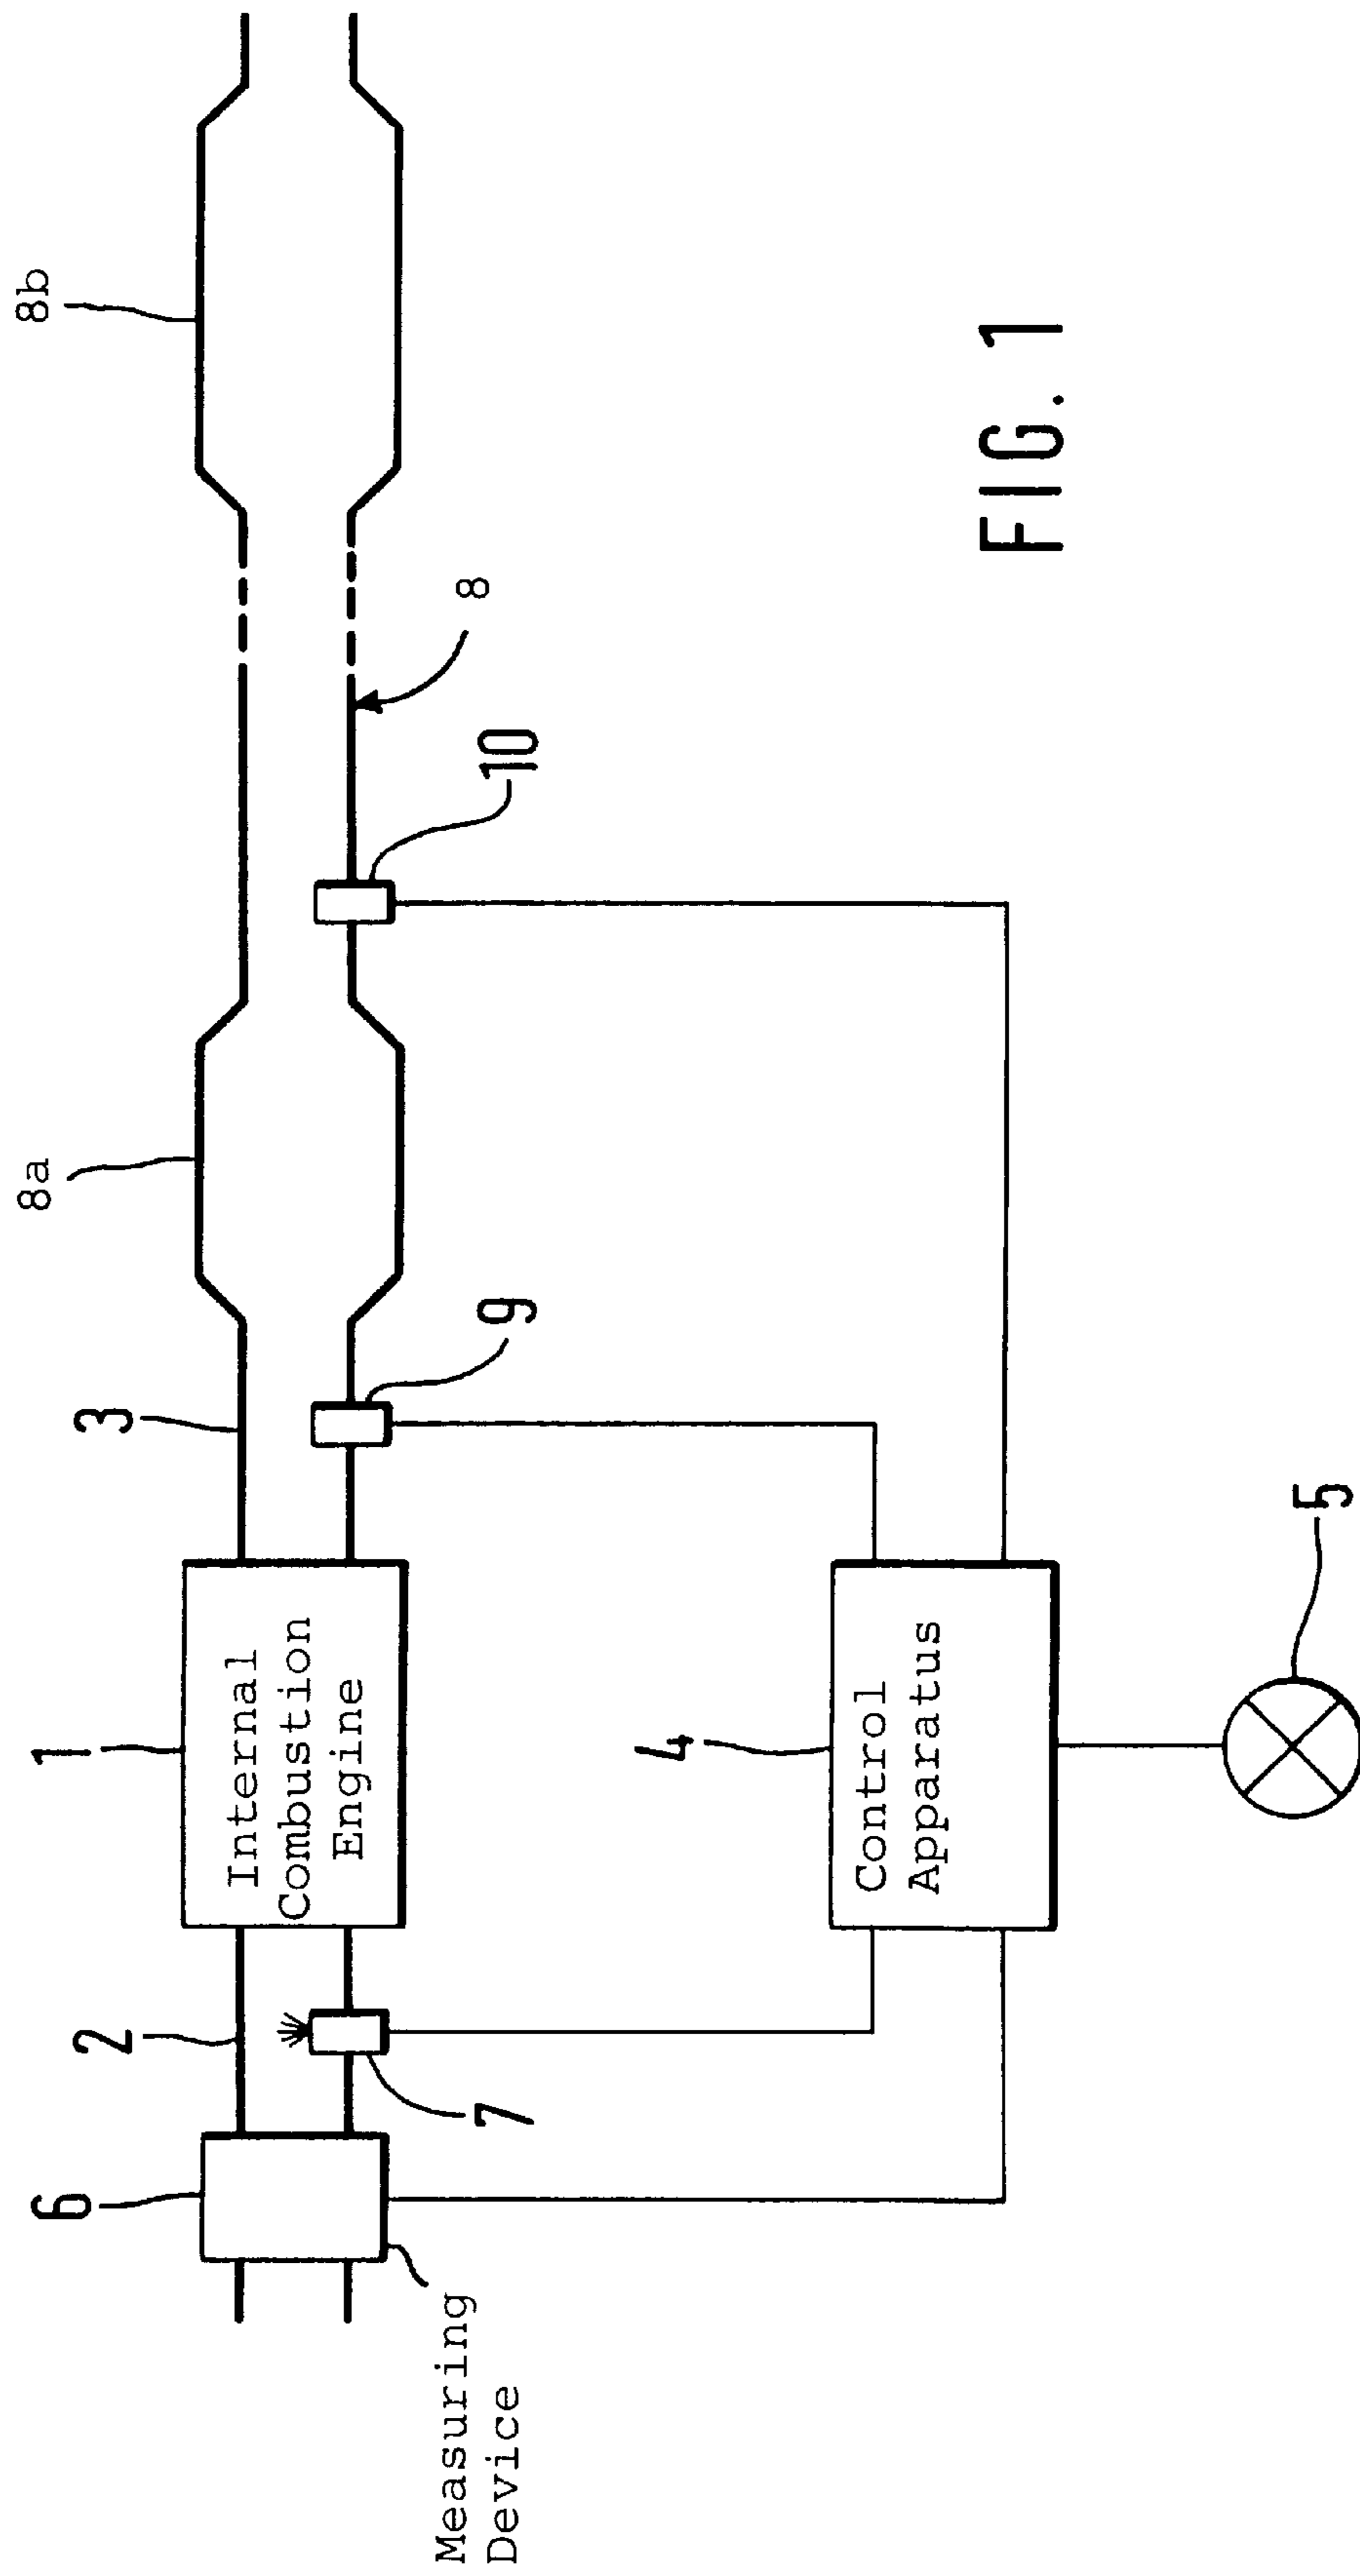 8a
8b
6
2
1
3
Internal
Combustion
Engine
7
9
10
8
Measuring
Device
4
Control
Apparatus
5
FIG. 1